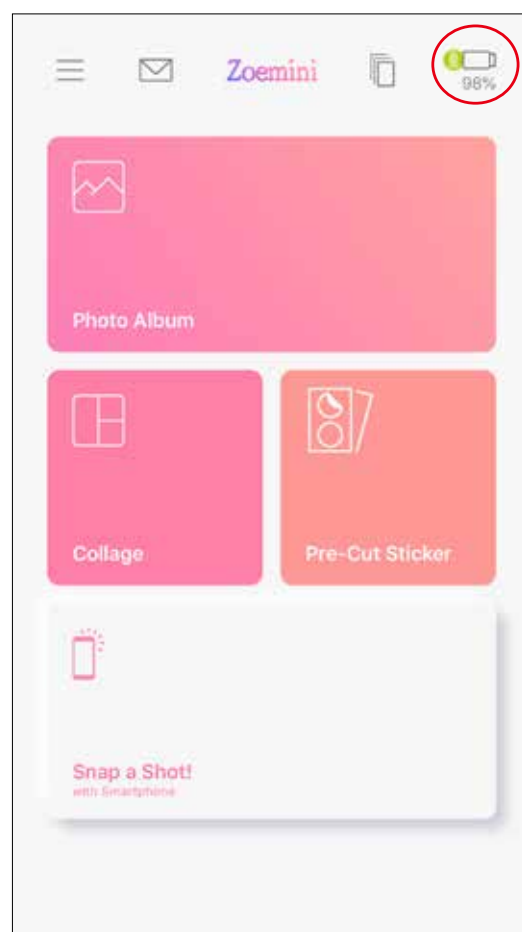 Zoemini
98%
Photo Album
Collage
Pre-Cut Sticker
Snap a Shot!
with Smartphone